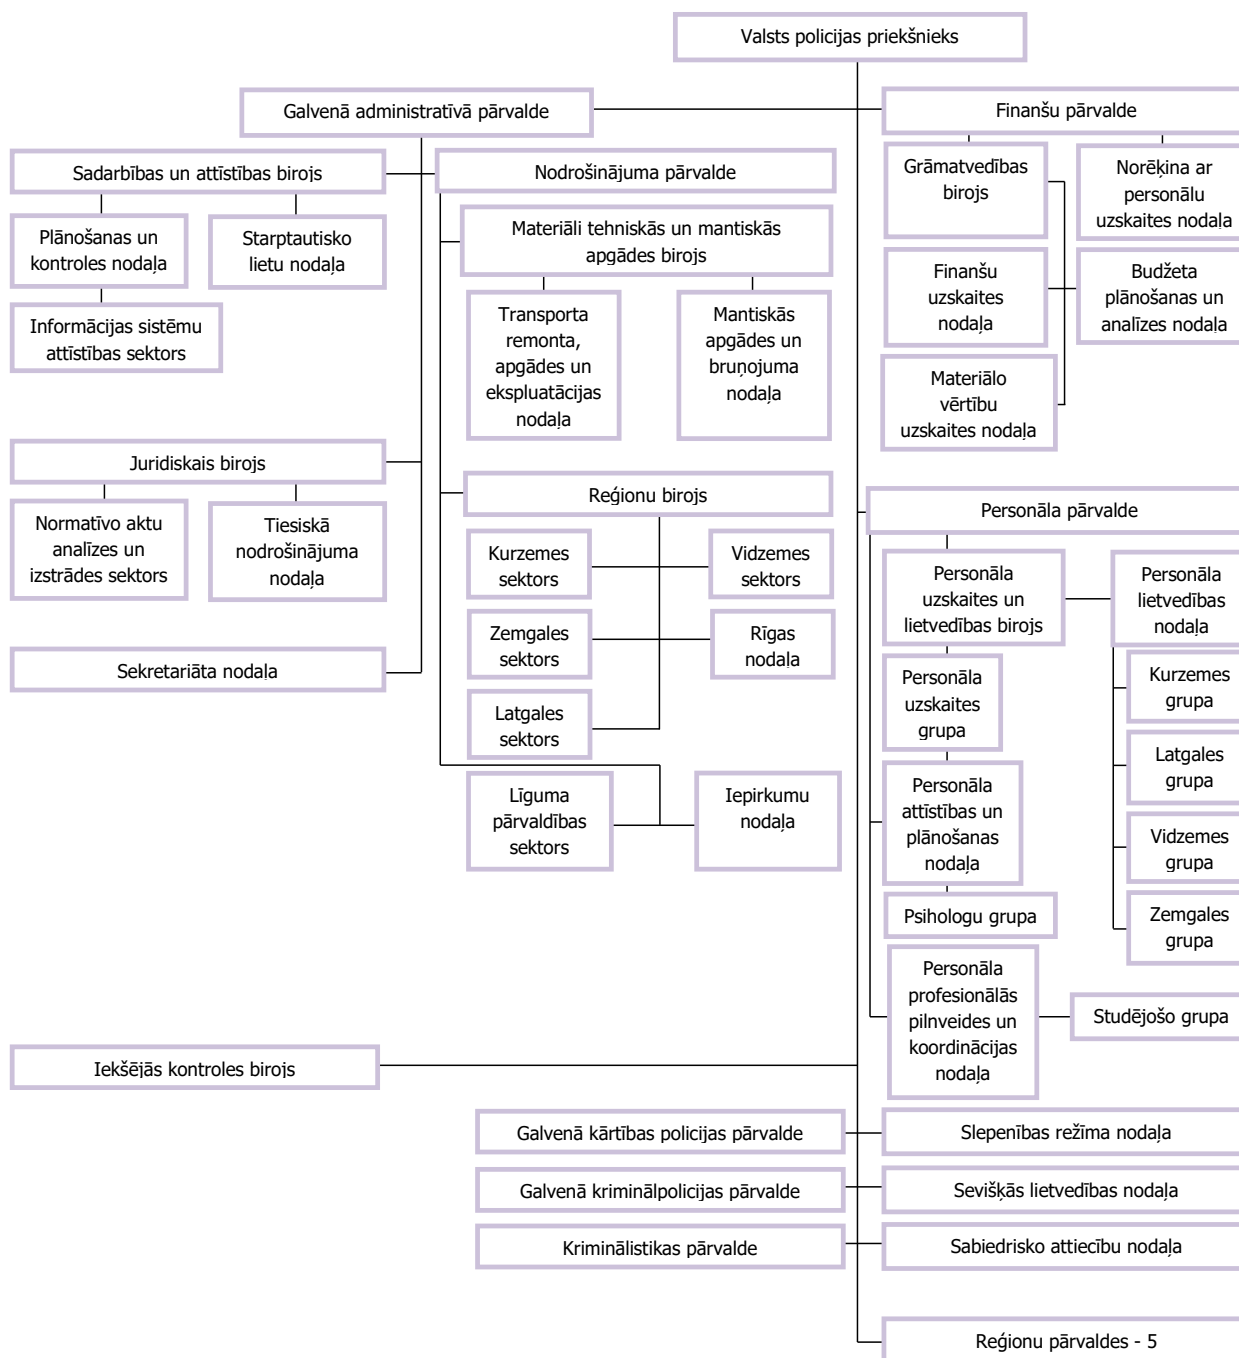 Valsts policijas priekšnieks
Galvenā administratīvā pārvalde
Finanšu pārvalde
Sadarbības un attīstības birojs
Nodrošinājuma pārvalde
Grāmatvedības
birojs
Norēķina ar
personālu
uzskaites nodaļa
Plānošanas un
kontroles nodaļa
Starptautisko
lietu nodaļa
Materiāli tehniskās un mantiskās
apgādes birojs
Finanšu
uzskaites
nodaļa
Budžeta
plānošanas un
analīzes nodaļa
Informācijas sistēmu
attīstības sektors
Transporta
remonta,
apgādes un
ekspluatācijas
nodaļa
Mantiskās
apgādes un
bruņojuma
nodaļa
Materiālo
vērtību
uzskaites nodaļa
Juridiskais birojs
Normatīvo aktu
analīzes un
izstrādes sektors
Tiesiskā
nodrošinājuma
nodaļa
Reģionu birojs
Kurzemes
sektors
Vidzemes
sektors
Zemgales
sektors
Rīgas
nodaļa
Latgales
sektors
Sekretariāta nodaļa
Līguma
pārvaldības
sektors
Iepirkumu
nodaļa
Personāla pārvalde
Personāla
uzskaites un
lietvedības birojs
Personāla
lietvedības
nodaļa
Personāla
uzskaites
grupa
Kurzemes
grupa
Latgales
grupa
Personāla
attīstības un
plānošanas
nodaļa
Vidzemes
grupa
Psihologu grupa
Zemgales
grupa
Personāla
profesionālās
pilnveides un
koordinācijas
nodaļa
Studējošo grupa
Iekšējās kontroles birojs
Galvenā kārtības policijas pārvalde
Slepenības režīma nodaļa
Galvenā kriminālpolicijas pārvalde
Sevišķās lietvedības nodaļa
Kriminālistikas pārvalde
Sabiedrisko attiecību nodaļa
Reģionu pārvaldes - 5